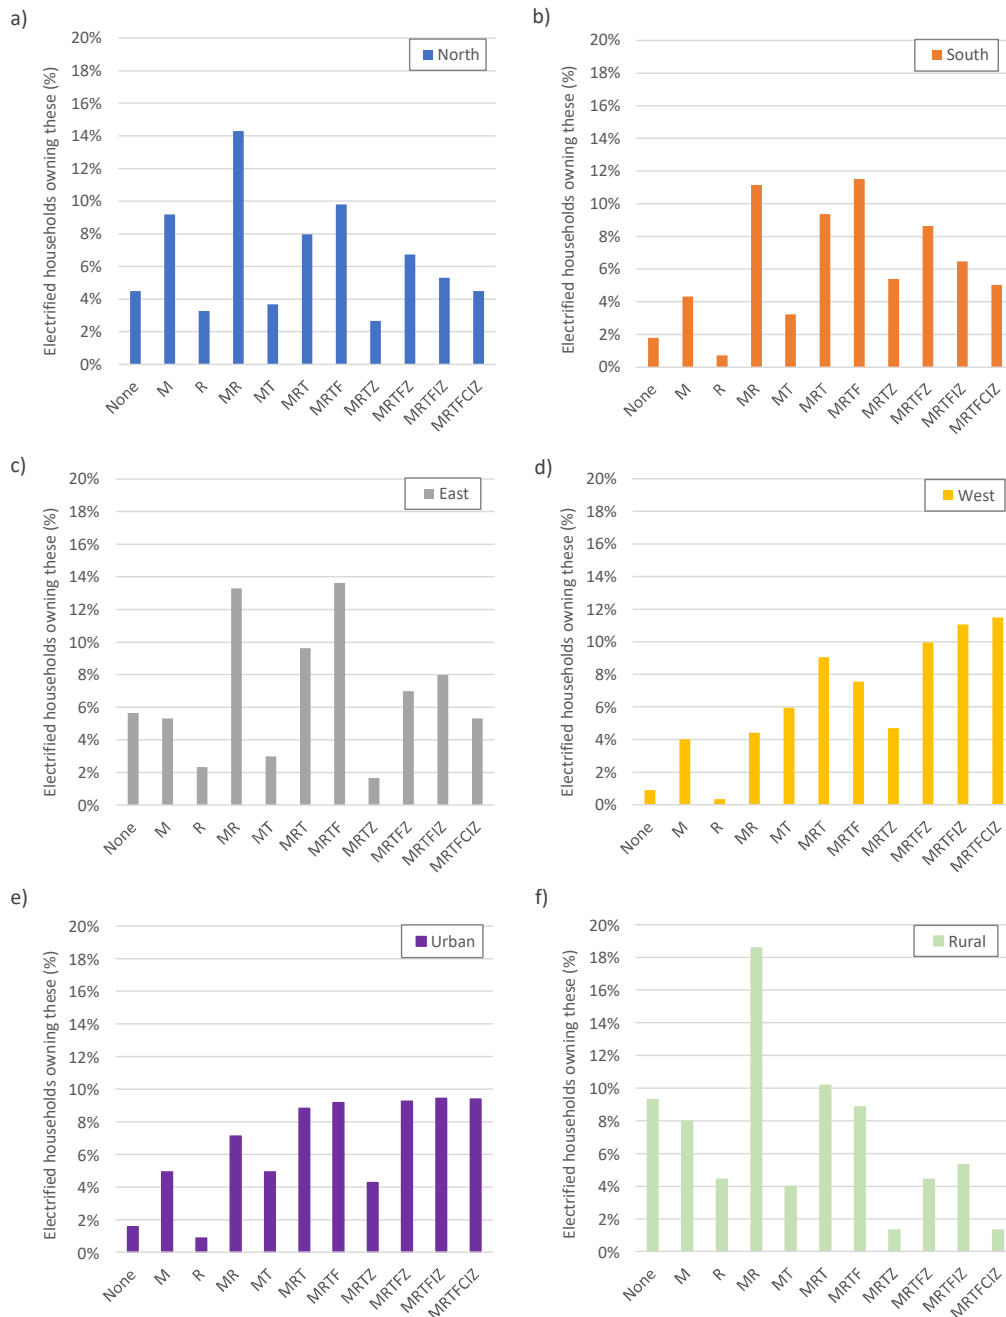 a)
Electrified households owning these (%)
North
20%
18%
16%
14%
12%
10%
8%
6%
4%
2%
0%
None
M
R
MR
MT
MRT
MRTF
MRTZ
MRTFZ
MRTFIZ
MRTFCIZ
b)
Electrified households owning these (%)
South
20%
18%
16%
14%
12%
10%
8%
6%
4%
2%
0%
None
M
R
MR
MT
MRT
MRTF
MRTZ
MRTFZ
MRTFIZ
MRTFCIZ
c)
Electrified households owning these (%)
East
20%
18%
16%
14%
12%
10%
8%
6%
4%
2%
0%
None
M
R
MR
MT
MRT
MRTF
MRTZ
MRTFZ
MRTFIZ
MRTFCIZ
d)
Electrified households owning these (%)
West
20%
18%
16%
14%
12%
10%
8%
6%
4%
2%
0%
None
M
R
MR
MT
MRT
MRTF
MRTZ
MRTFZ
MRTFIZ
MRTFCIZ
e)
Electrified households owning these (%)
Urban
20%
18%
16%
14%
12%
10%
8%
6%
4%
2%
0%
None
M
R
MR
MT
MRT
MRTF
MRTZ
MRTFZ
MRTFIZ
MRTFCIZ
f)
Electrified households owning these (%)
Rural
20%
18%
16%
14%
12%
10%
8%
6%
4%
2%
0%
None
M
R
MR
MT
MRT
MRTF
MRTZ
MRTFZ
MRTFIZ
MRTFCIZ